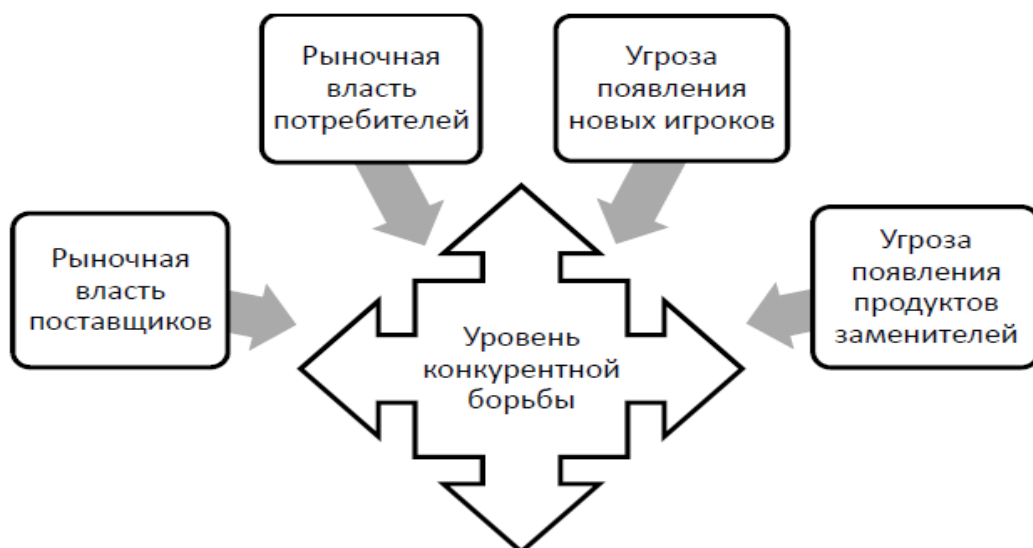 Рыночная
власть
потребителей
Угроза
появления
новых игроков
Рыночная
власть
поставщиков
Угроза
появления
продуктов
заменителей
Уровень
конкурентной
борьбы